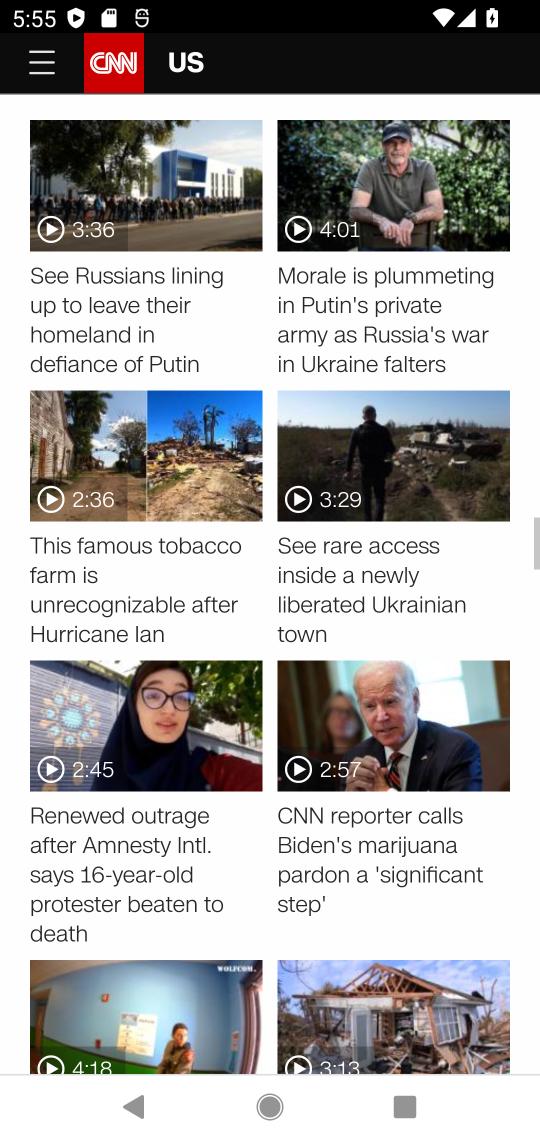 5:55
CNN US
3:36
4:01
See Russians lining
up to leave their
homeland in
defiance of Putin
Morale is plummeting
in Putin's private
army as Russia's war
in Ukraine falters
2:36
3:29
This famous tobacco
farm is
unrecognizable after
Hurricane Ian
See rare access
inside a newly
liberated Ukrainian
town
2:45
2:57
Renewed outrage
after Amnesty Intl.
says 16-year-old
protester beaten to
death
CNN reporter calls
Biden's marijuana
pardon a 'significant
step'
WOLFCOM.
4:18
3:13